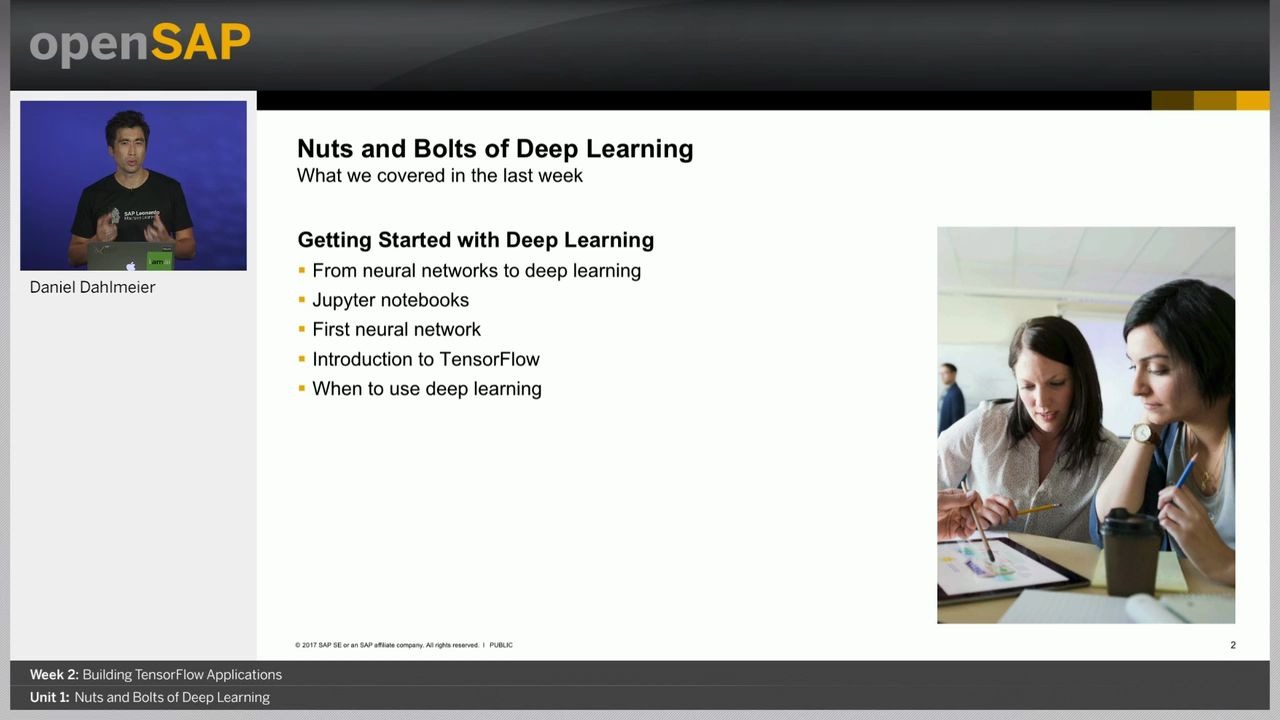 openSAP
SAP Leonardo
Daniel Dahlmeier
Nuts and Bolts of Deep Learning
What we covered in the last week
Getting Started with Deep Learning
From neural networks to deep learning
Jupyter notebooks
First neural network
Introduction to TensorFlow
When to use deep learning
© 2017 SAP SE or an SAP affiliate company. All rights reserved. I PUBLIC
2
Week 2: Building TensorFlow Applications
Unit 1: Nuts and Bolts of Deep Learning